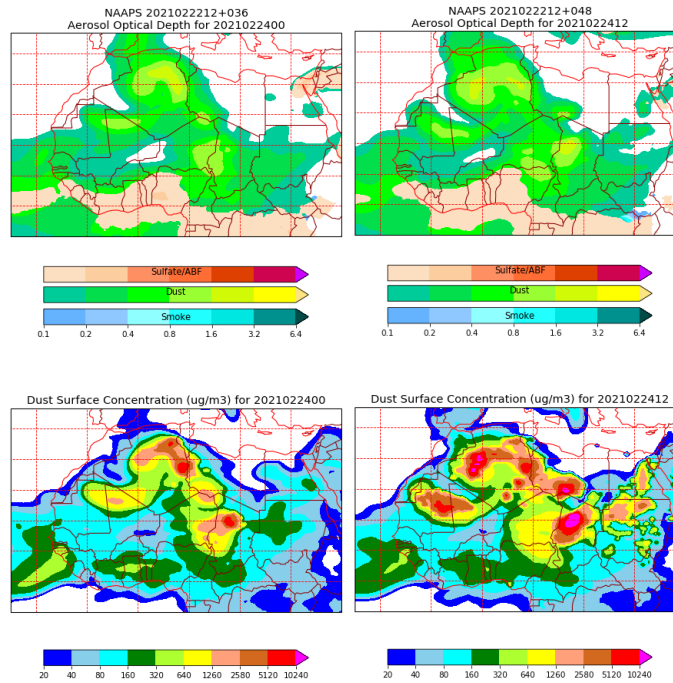 NAAPS 2021022212+036
Aerosol Optical Depth for 2021022400
NAAPS 2021022212+048
Aerosol Optical Depth for 2021022412
Sulfate/ABF
Dust
Smoke
0.1 0.2 0.4 0.8 1.6 3.2 6.4
Sulfate/ABF
Dust
Smoke
0.1 0.2 0.4 0.8 1.6 3.2 6.4
Dust Surface Concentration (ug/m3) for 2021022400
Dust Surface Concentration (ug/m3) for 2021022412
20 40 80 160 320 640 1260 2580 5120 10240
20 40 80 160 320 640 1260 2580 5120 10240